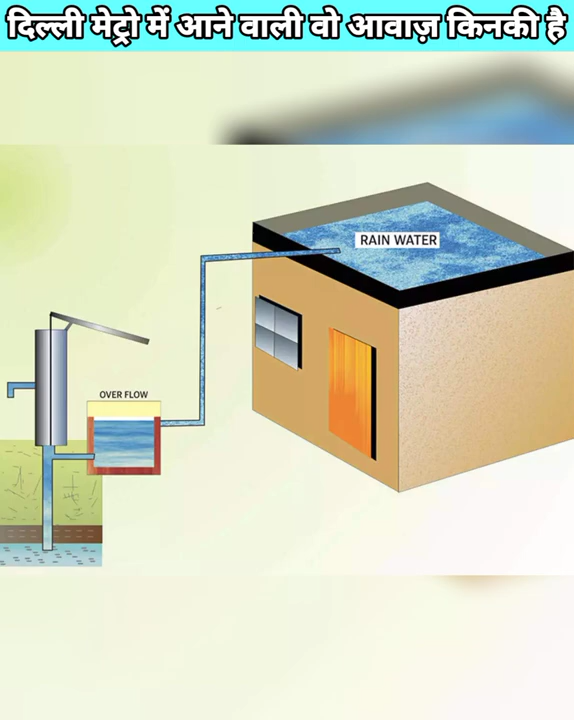 दिल्ली मेट्रो में आने वाली वो आवाज़ किनकी है
RAIN WATER
OVER FLOW